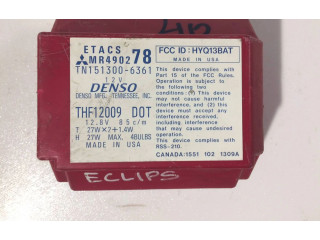 ETACS
MR490278
TN151300-6361
12V
DENSO
DENSO MFG. TENNESSEE, INC.
THF12009 DOT
12.8V 85c/m
T 27W×2+1.4W
H 27W MAX. 4BULBS
MADE IN USA
FCC ID: HYQ13BAT
MADE IN USA
This device complies with
Part 15 of the FCC Rules.
Operation is subject to
the following two
conditions: (1) This device
may not cause harmful
interference, and (2) this
device must accept any
interference received,
including interference
that may cause undesired
operation.
This device complies with
RSS-210.
CANADA:1551 102 1309A
ECLIPS